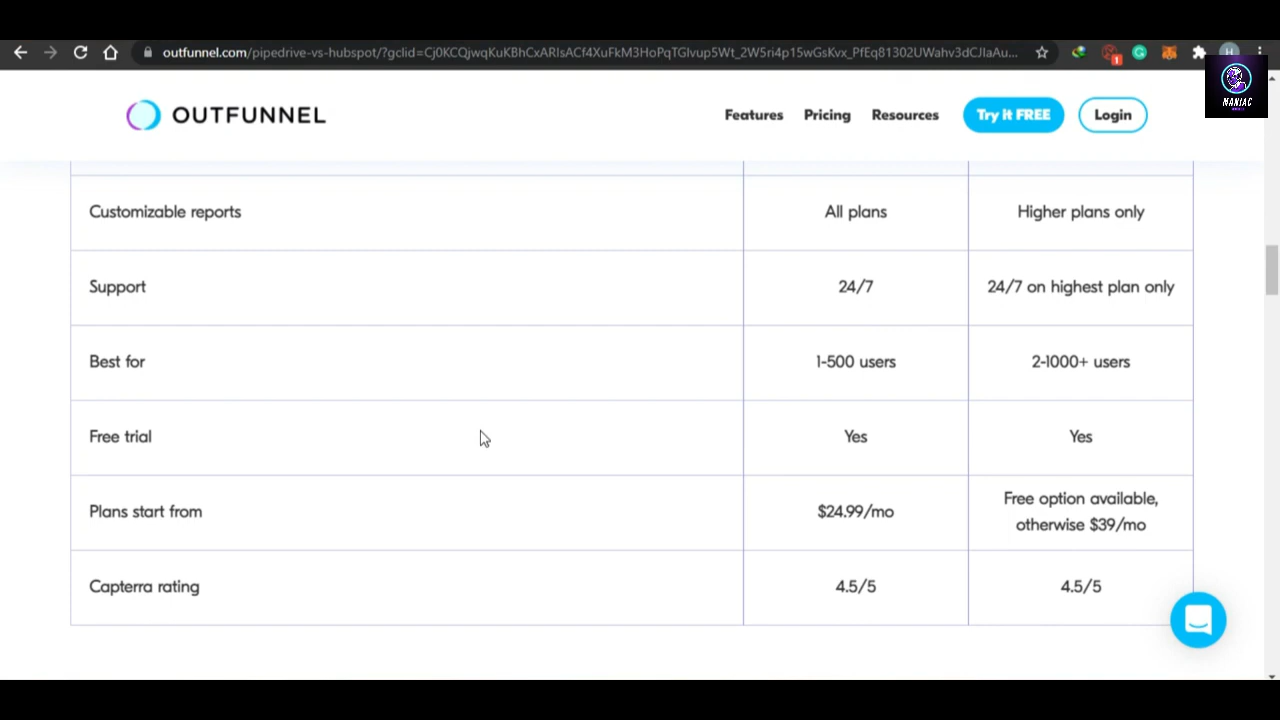 outfunnel.com/pipedrive-vs-hubspot/?gclid=Cj0KCQjwqKuKBhCxARIsACf4XuFkM3HoPqTGlvup5Wt_2W5ri4p15wGsKvx_PfEq81302UWahv3dCJIaAu...
H
1
MANIAC
OUTFUNNEL
Features Pricing Resources Try it FREE Login
Customizable reports All plans Higher plans only
Support 24/7 24/7 on highest plan only
Best for 1-500 users 2-1000+ users
Free trial Yes Yes
Plans start from $24.99/mo Free option available,
otherwise $39/mo
Capterra rating 4.5/5 4.5/5